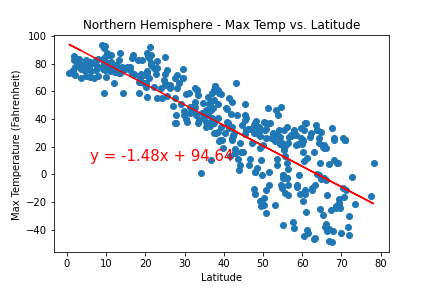 Northern Hemisphere - Max Temp vs. Latitude
Max Temperature (Fahrenheit)
100
80
60
40
20
0
−20
−40
y = -1.48x + 94.64
0 10 20 30 40 50 60 70 80
Latitude